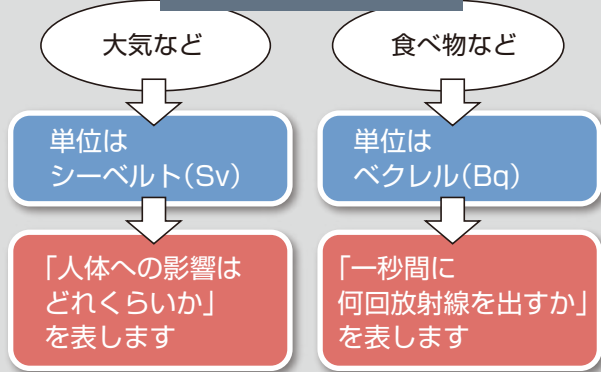 大気など
単位は
シーベルト(Sv)
「人体への影響は
どれくらいか」
を表します
食べ物など
単位は
ベクレル(Bq)
「一秒間に
何回放射線を出すか」
を表します